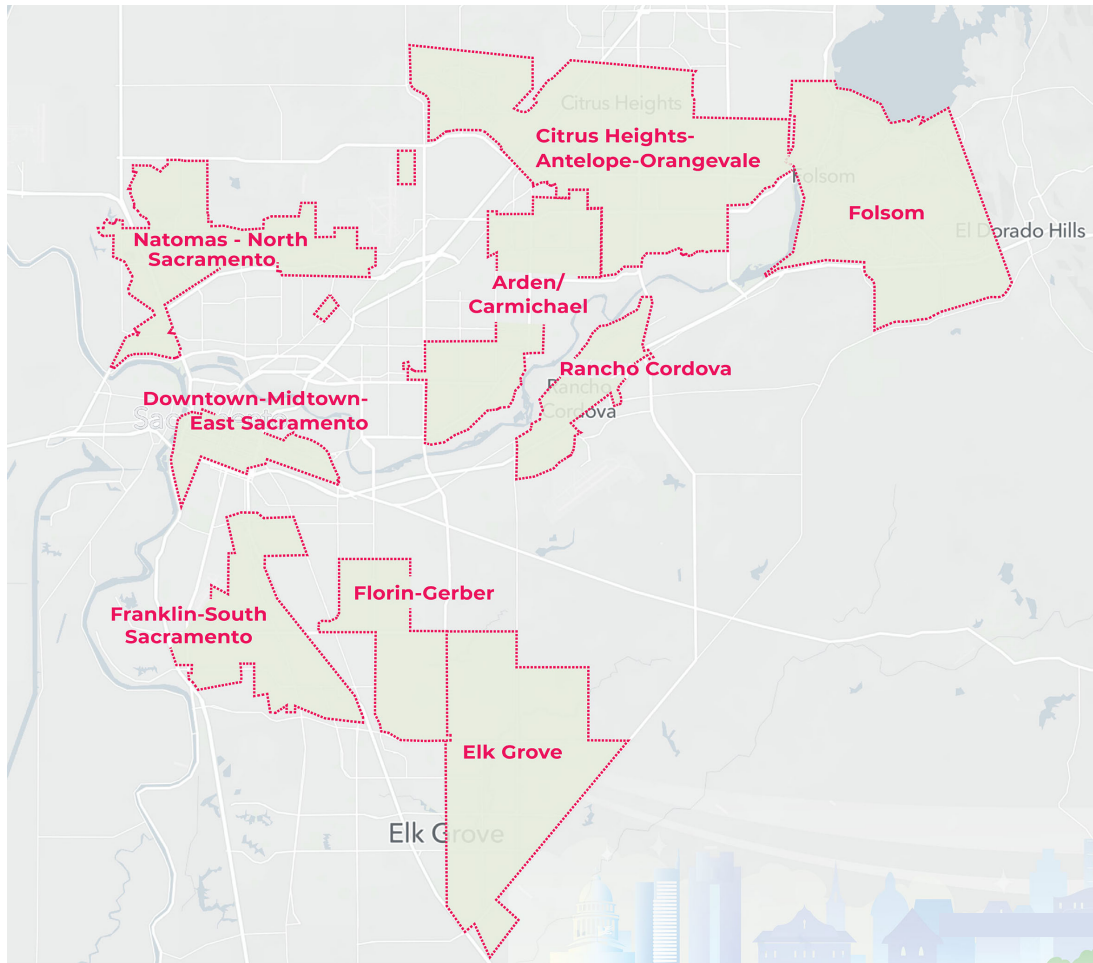 Citrus Heights
Citrus Heights-
Antelope-Orangevale
Folsom
Folsom
El Dorado Hills
Natomas - North
Sacramento
Arden/
Carmichael
Rancho Cordova
Rancho
Cordova
Downtown-Midtown-
Sacramento
East Sacramento
Florin-Gerber
Franklin-South
Sacramento
Elk Grove
Elk Grove